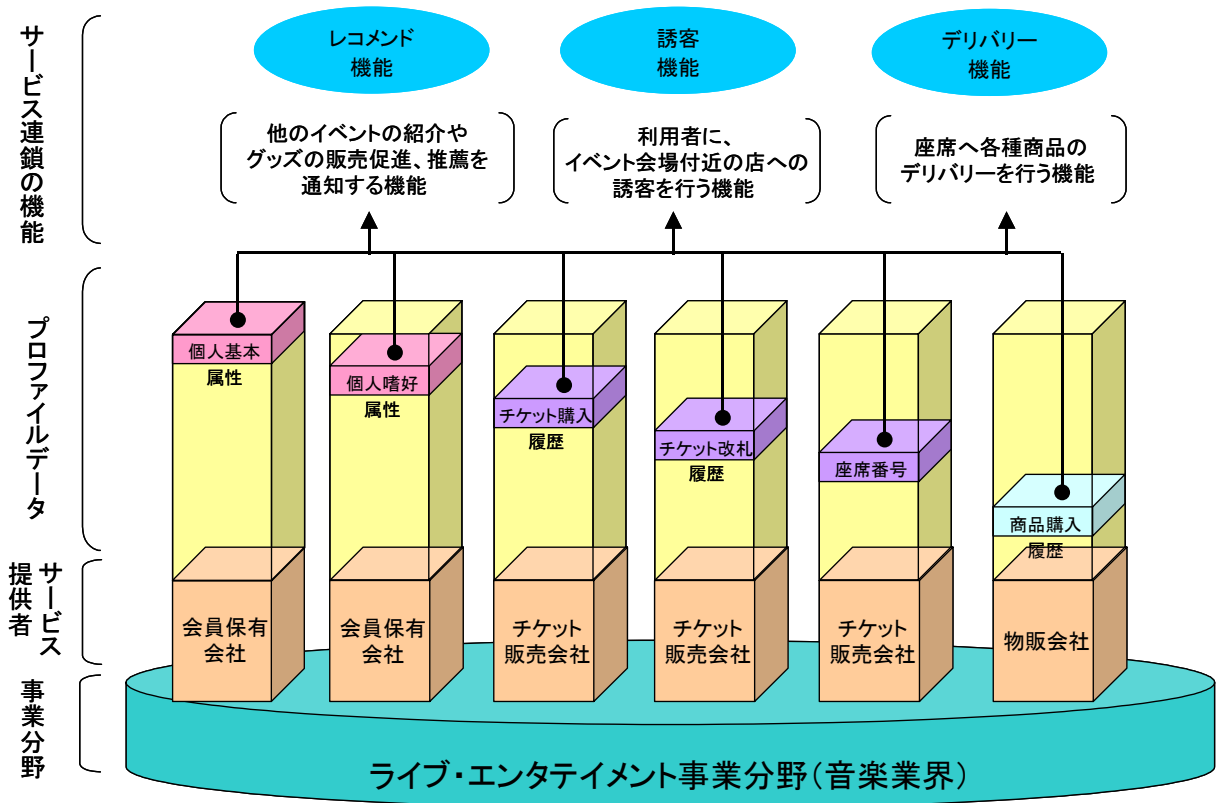 サービス連鎖の機能
レコメンド
機能
誘客
機能
デリバリー
機能
他のイベントの紹介や
グッズの販売促進、推薦を
通知する機能
利用者に、
イベント会場付近の店への
誘客を行う機能
座席へ各種商品の
デリバリーを行う機能
プロファイルデータ
個人基本
属性
個人嗜好
属性
チケット購入
履歴
チケット改札
履歴
座席番号
商品購入
履歴
サービス
提供者
会員保有
会社
会員保有
会社
チケット
販売会社
チケット
販売会社
チケット
販売会社
物販会社
事業分野
ライブ・エンタテイメント事業分野（音楽業界）